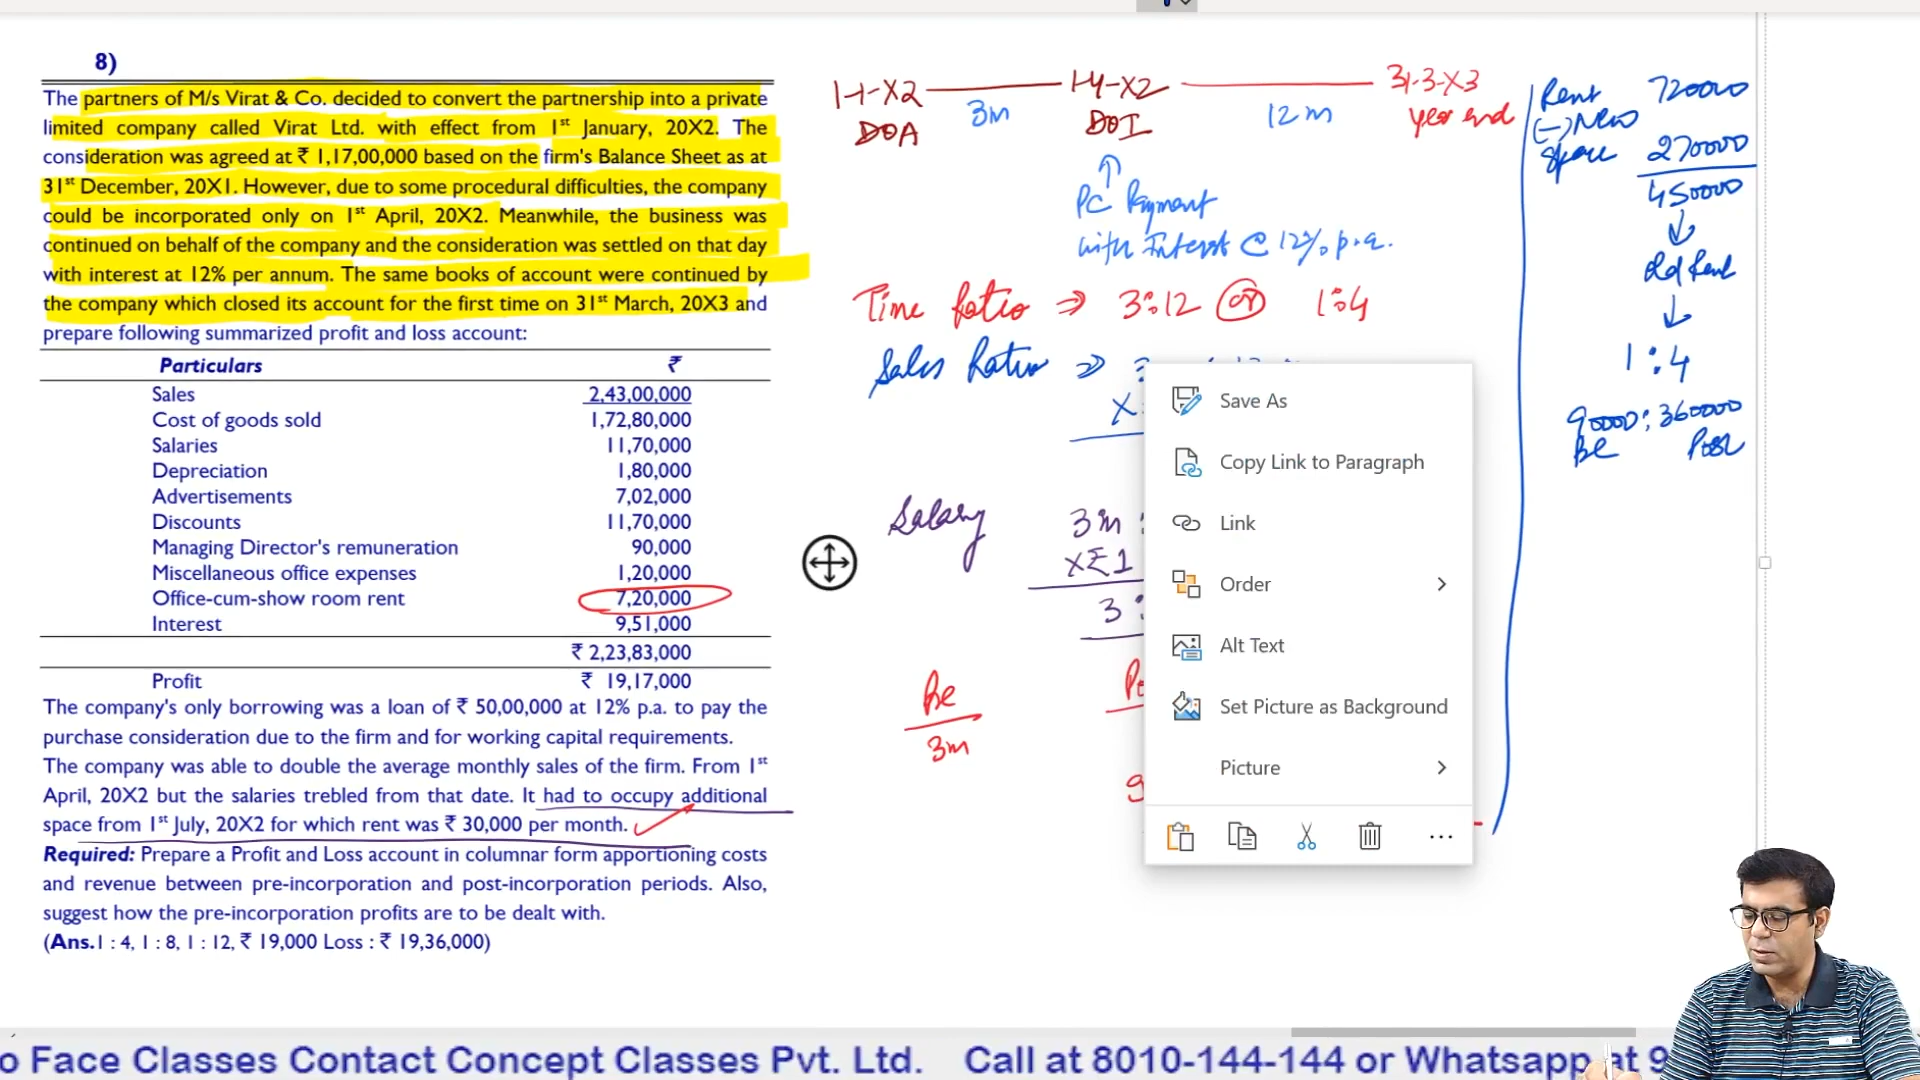 8)
The partners of M/s Virat & Co. decided to convert the partnership into a private
limited company called Virat Ltd. with effect from 1st January, 20X2. The
consideration was agreed at ₹ 1,17,00,000 based on the firm's Balance Sheet as at
31st December, 20X1. However, due to some procedural difficulties, the company
could be incorporated only on 1st April, 20X2. Meanwhile, the business was
continued on behalf of the company and the consideration was settled on that day
with interest at 12% per annum. The same books of account were continued by
the company which closed its account for the first time on 31st March, 20X3 and
prepare following summarized profit and loss account:
Particulars ₹
Sales 2,43,00,000
Cost of goods sold 1,72,80,000
Salaries 11,70,000
Depreciation 1,80,000
Advertisements 7,02,000
Discounts 11,70,000
Managing Director's remuneration 90,000
Miscellaneous office expenses 1,20,000
Office-cum-show room rent 7,20,000
Interest 9,51,000
₹ 2,23,83,000
Profit ₹ 19,17,000
The company's only borrowing was a loan of ₹ 50,00,000 at 12% p.a. to pay the
purchase consideration due to the firm and for working capital requirements.
The company was able to double the average monthly sales of the firm. From 1st
April, 20X2 but the salaries trebled from that date. It had to occupy additional
space from 1st July, 20X2 for which rent was ₹ 30,000 per month.
Required: Prepare a Profit and Loss account in columnar form apportioning costs
and revenue between pre-incorporation and post-incorporation periods. Also,
suggest how the pre-incorporation profits are to be dealt with.
(Ans.1 : 4, 1 : 8, 1 : 12, ₹ 19,000 Loss : ₹ 19,36,000)
1-1-X2 1-4-X2 31-3-X3
3m 12m year end
DOA DOI
PC Payment
with Interest @ 12% p.a.
Time Ratio ⇒ 3:12 or 1:4
Sales Ratio ⇒
Salary 3m :
x₹1
3 :
Be
3m
Rent 720000
(-) New
Space 270000
450000
Old Rent
1 : 4
90000 : 360000
Be Post
Save As
Copy Link to Paragraph
Link
Order
Alt Text
Set Picture as Background
Picture
o Face Classes Contact Concept Classes Pvt. Ltd. Call at 8010-144-144 or Whatsapp at 9